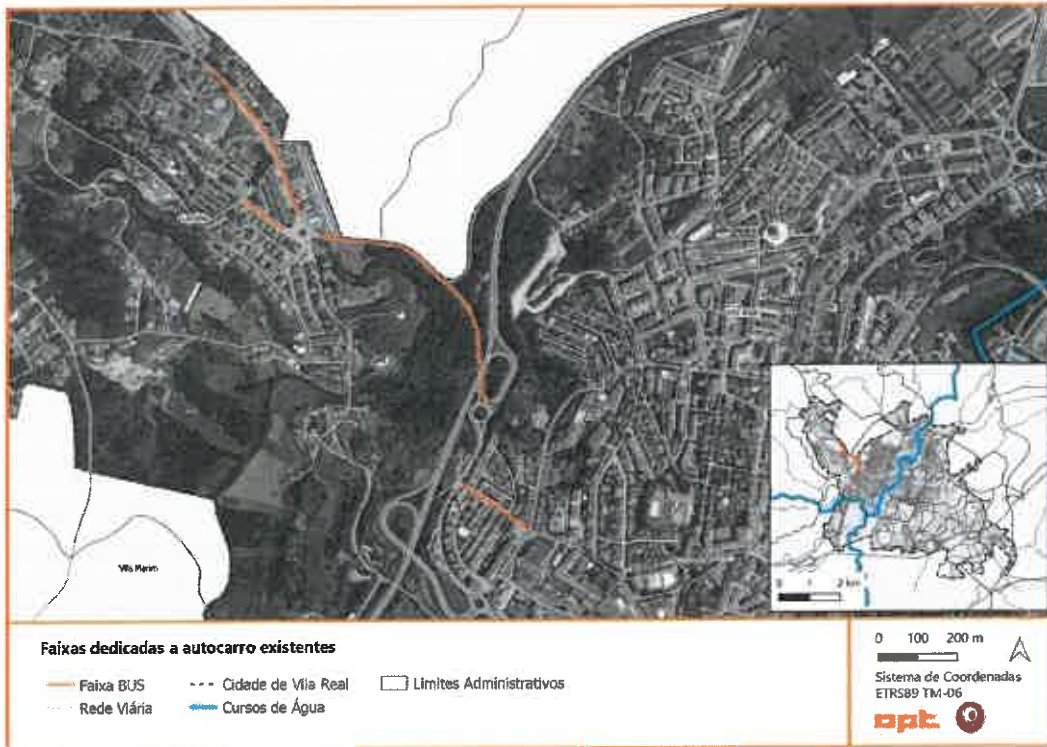 Vila Marim
0 1 2 km
Faixas dedicadas a autocarro existentes
Faixa BUS
Cidade de Vila Real
Limites Administrativos
Rede Viária
Cursos de Água
0 100 200 m
Sistema de Coordenadas
ETRS89 TM-06
opt